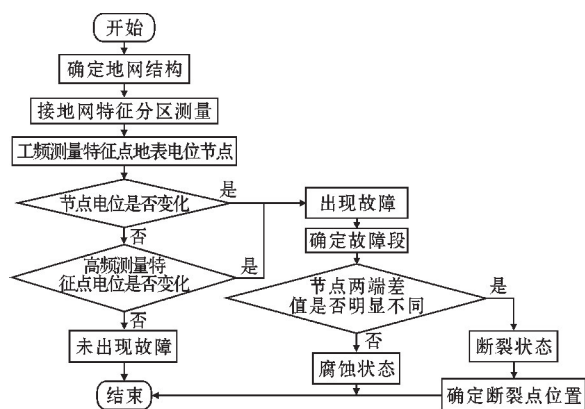 开始
确定地网结构
接地网特征分区测量
工频测量特征点地表电位节点
节点电位是否变化
是
否
高频测量特
征点电位是否变化
是
否
未出现故障
结束
出现故障
确定故障段
节点两端差
值是否明显不同
是
否
腐蚀状态
断裂状态
确定断裂点位置